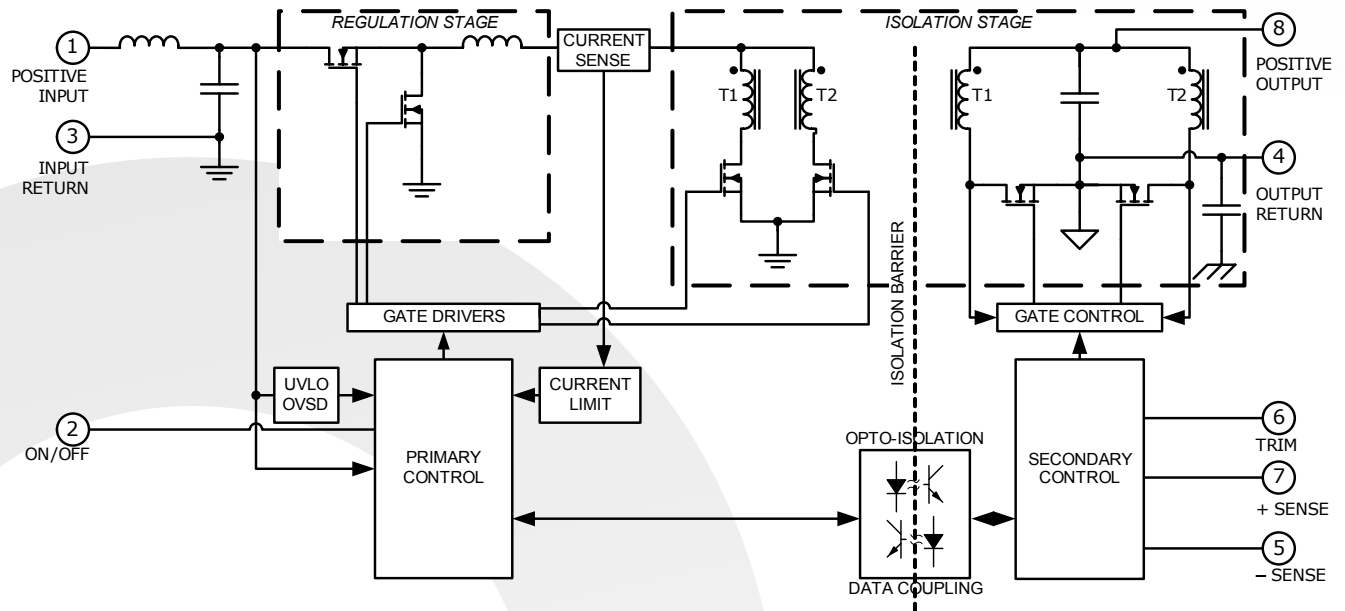 REGULATION STAGE
ISOLATION STAGE
1
POSITIVE
INPUT
CURRENT
SENSE
8
POSITIVE
OUTPUT
T1
T2
T1
T2
3
INPUT
RETURN
4
OUTPUT
RETURN
ISOLATION BARRIER
GATE DRIVERS
GATE CONTROL
UVLO
OVSD
CURRENT
LIMIT
2
ON/OFF
PRIMARY
CONTROL
OPTO-ISOLATION
DATA COUPLING
SECONDARY
CONTROL
6
TRIM
7
+ SENSE
5
– SENSE